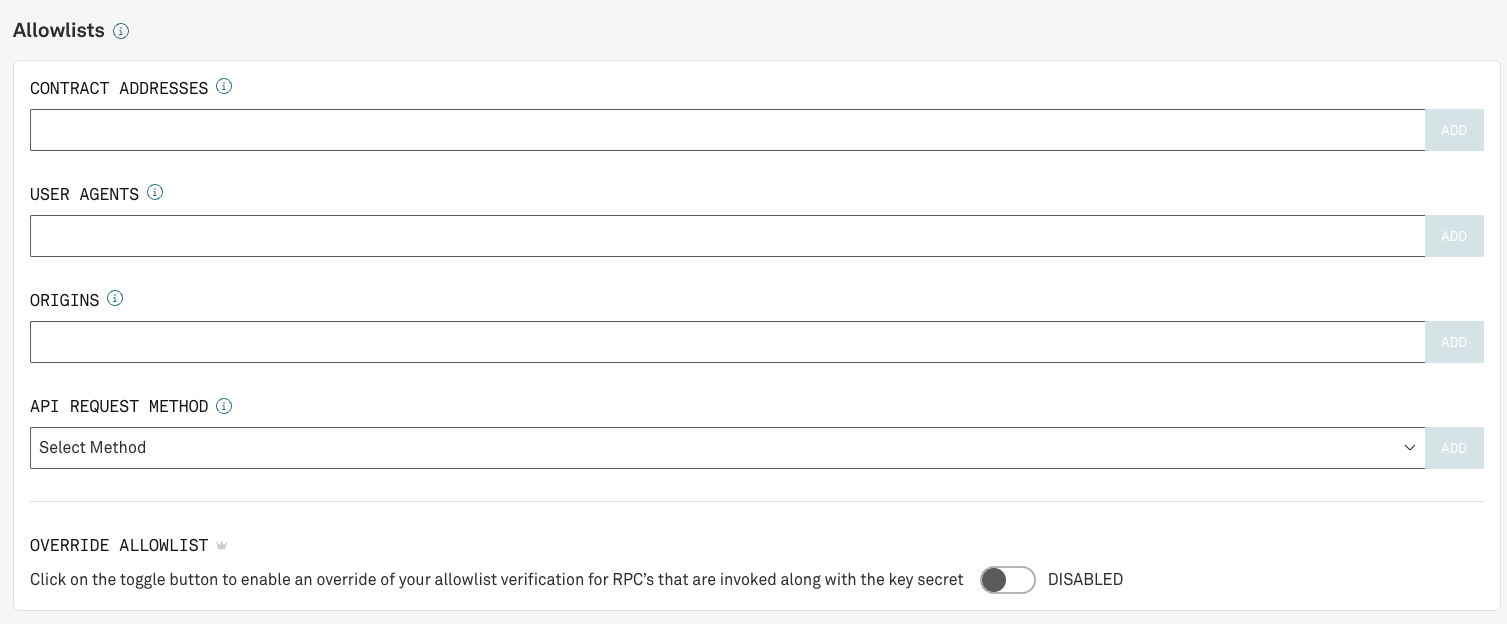 Allowlists
CONTRACT ADDRESSES
ADD
USER AGENTS
ADD
ORIGINS
ADD
API REQUEST METHOD
Select Method
ADD
OVERRIDE ALLOWLIST
Click on the toggle button to enable an override of your allowlist verification for RPC's that are invoked along with the key secret
DISABLED